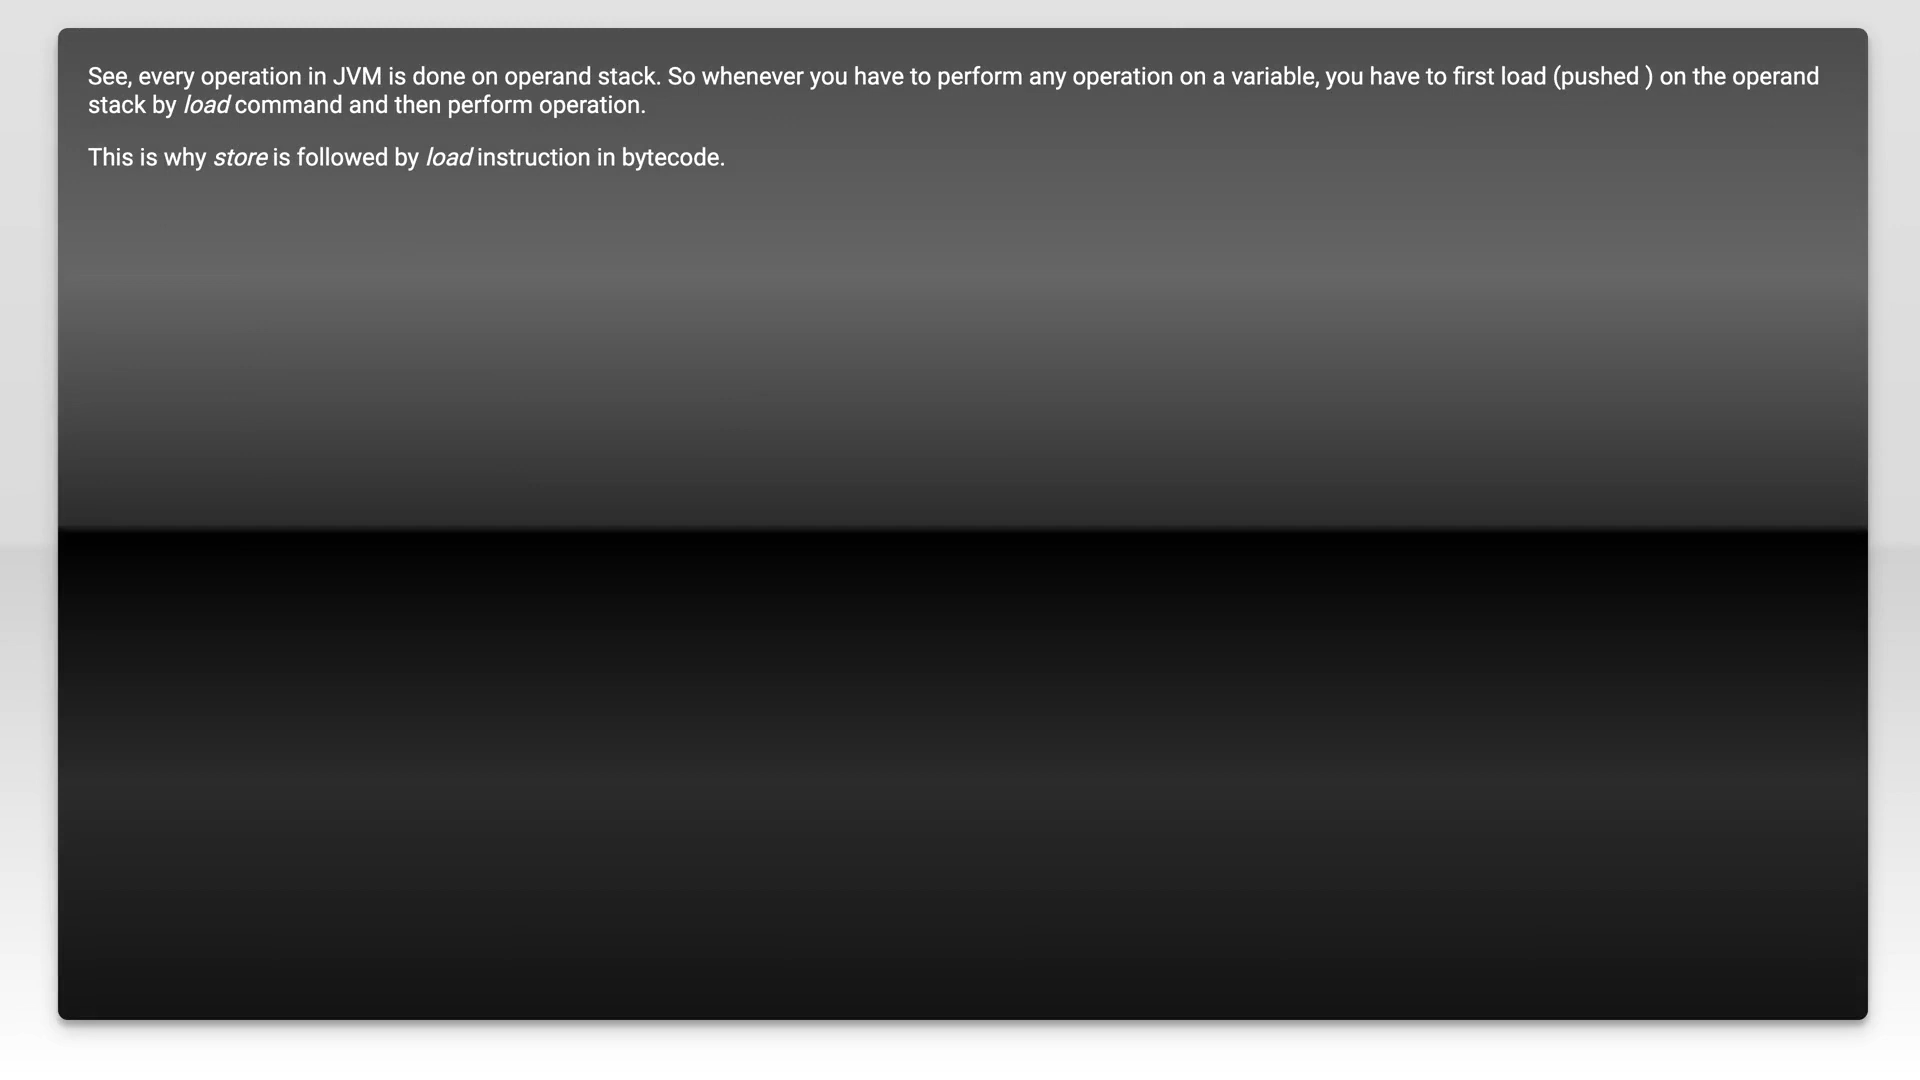 See, every operation in JVM is done on operand stack. So whenever you have to perform any operation on a variable, you have to first load (pushed ) on the operand
stack by load command and then perform operation.
This is why store is followed by load instruction in bytecode.